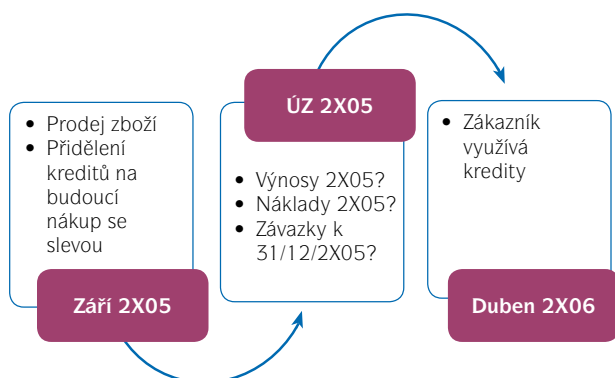 • Prodej zboží
• Přidělení
kreditů na
budoucí
nákup se
slevou
Září 2X05
ÚZ 2X05
• Výnosy 2X05?
• Náklady 2X05?
• Závazky k
31/12/2X05?
• Zákazník
využívá
kredity
Duben 2X06